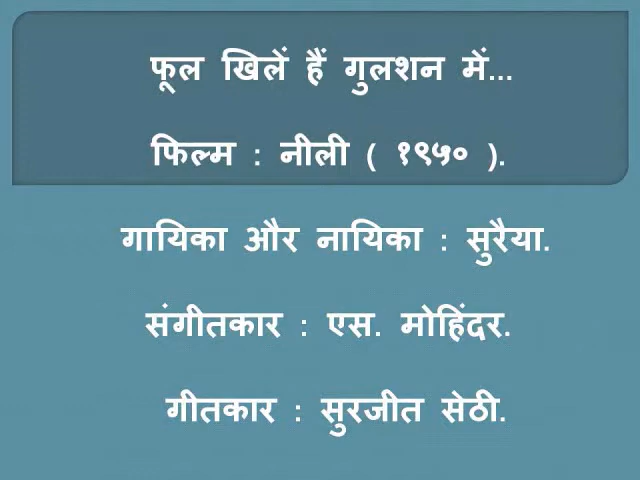 फूल खिलें हैं गुलशन में...
फिल्म : नीली ( १९५० ).
गायिका और नायिका : सुरैया.
संगीतकार : एस. मोहिंदर.
गीतकार : सुरजीत सेठी.